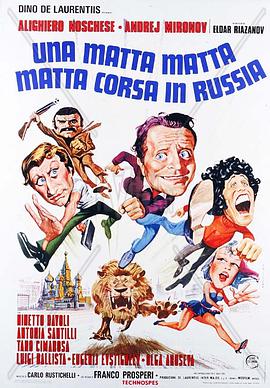 DINO DE LAURENTIIS
ALIGHIERO NOSCHESE · ANDREJ MIRONOV
ELDAR RIAZANOV
UNA MATTA MATTA
MATTA CORSA IN RUSSIA
NINETTO DAVOLI
ANTONIA SANTILLI
TANO CIMAROSA
LUIGI BALLISTA · EUGENIJ EVSTIGNEEV · OLGA AROSEVA
CARLO RUSTICHELLI
FRANCO PROSPERI
TECHNOSPES